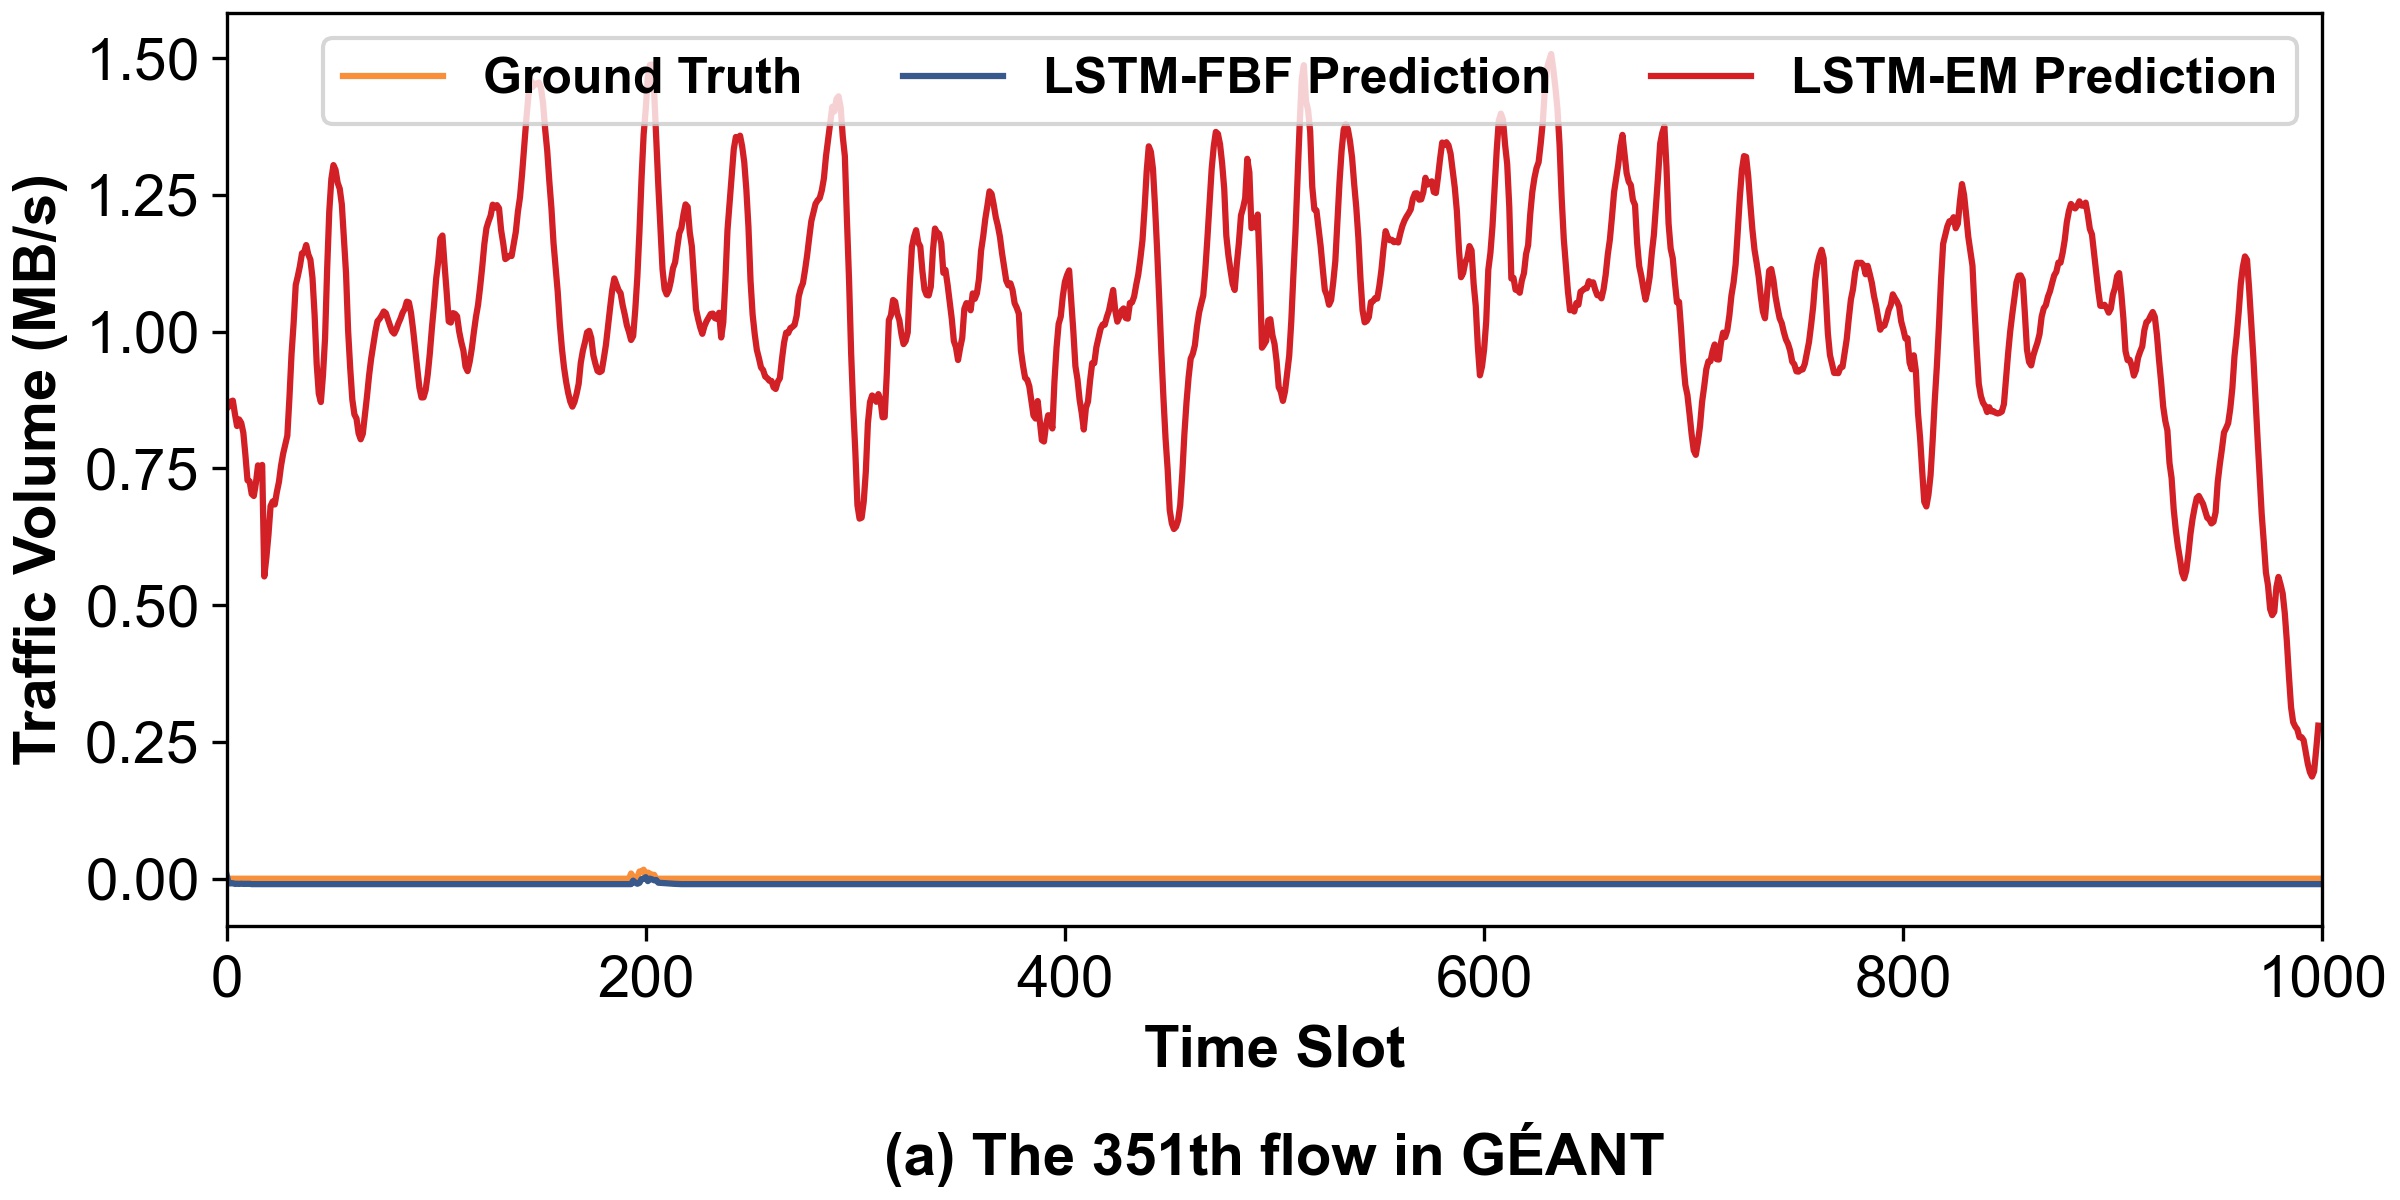 Ground Truth LSTM-FBF Prediction LSTM-EM Prediction
Traffic Volume (MB/s)
1.50
1.25
1.00
0.75
0.50
0.25
0.00
0 200 400 600 800 1000
Time Slot
(a) The 351th flow in GÉANT